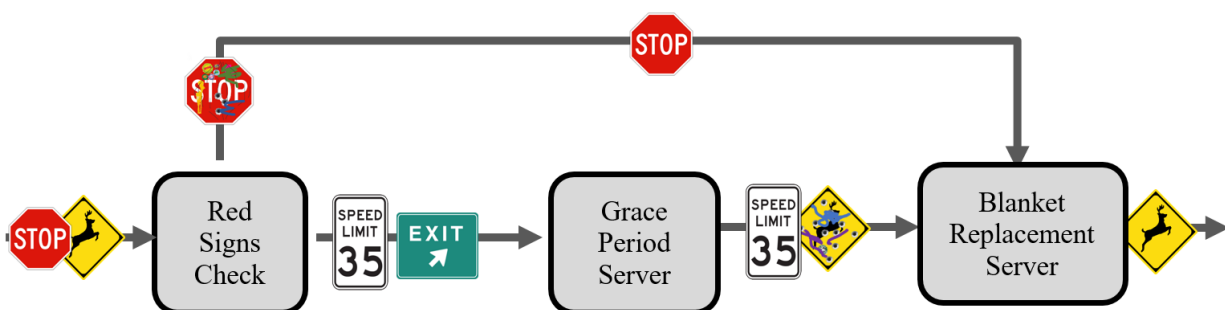 STOP
STOP
STOP
Red
Signs
Check
SPEED
LIMIT
35
EXIT
Grace
Period
Server
SPEED
LIMIT
35
Blanket
Replacement
Server